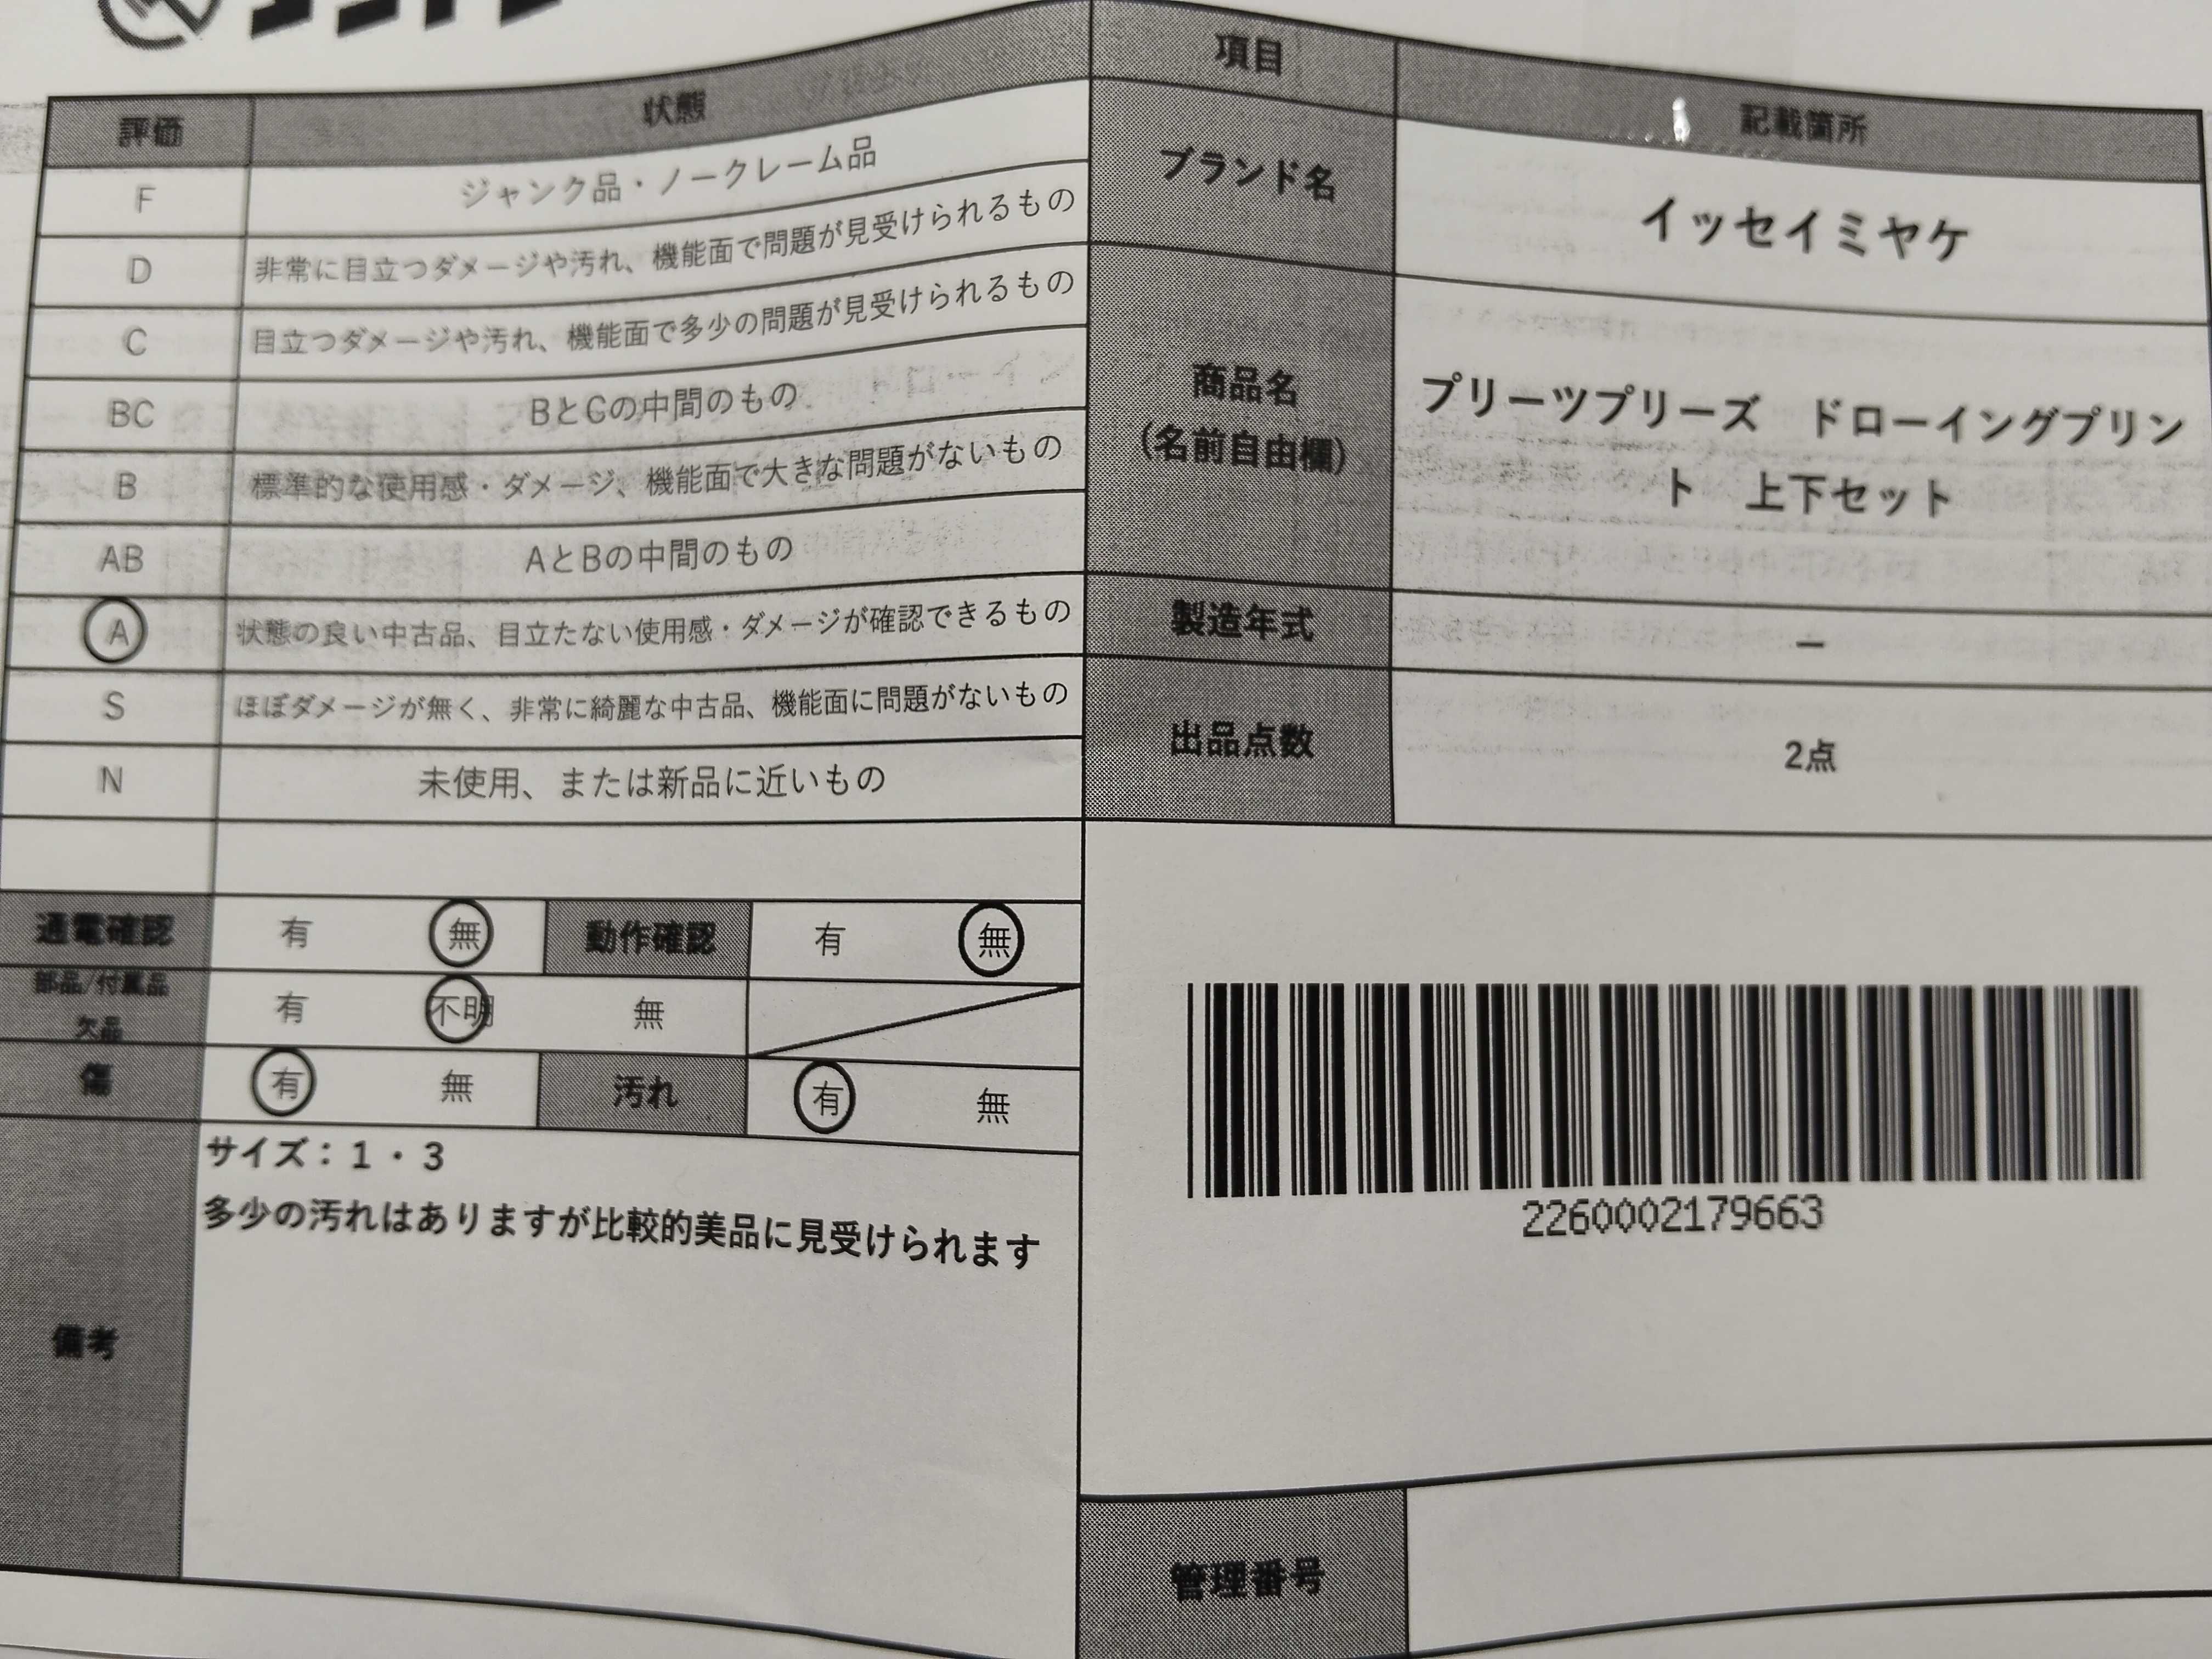 評価 状態
F ジャンク品・ノークレーム品
D 非常に目立つダメージや汚れ、機能面で問題が見受けられるもの
C 目立つダメージや汚れ、機能面で多少の問題が見受けられるもの
BC BとCの中間のもの
B 標準的な使用感・ダメージ、機能面で大きな問題がないもの
AB AとBの中間のもの
A 状態の良い中古品、目立たない使用感・ダメージが確認できるもの
S ほぼダメージが無く、非常に綺麗な中古品、機能面に問題がないもの
N 未使用、または新品に近いもの
通電確認 有 無 動作確認 有 無
部品/付属品
欠品 有 不明 無
傷 有 無 汚れ 有 無
備考
サイズ：1・3
多少の汚れはありますが比較的美品に見受けられます
項目 記載箇所
ブランド名 イッセイミヤケ
商品名
(名前自由欄)
プリーツプリーズ　ドローイングプリン
ト　上下セット
製造年式 ー
出品点数 2点
2260002179663
管理番号